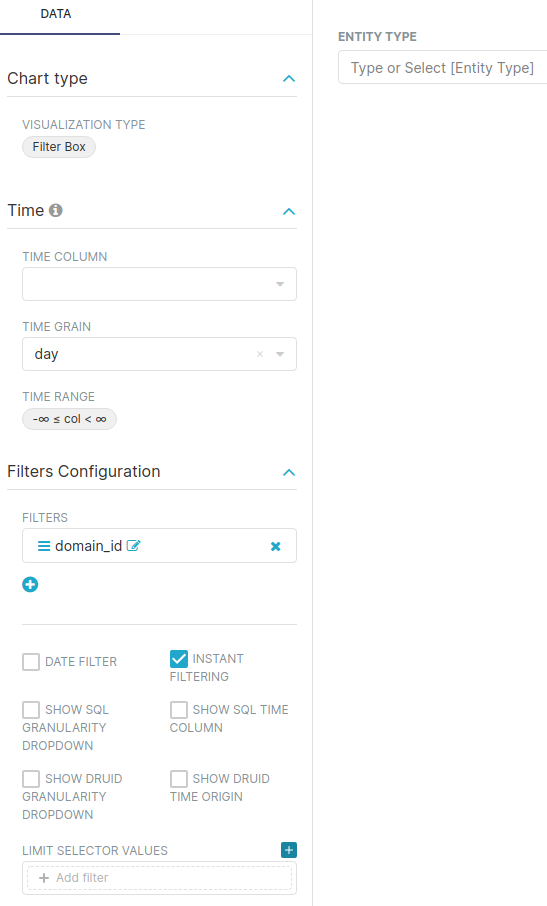 DATA
Chart type
VISUALIZATION TYPE
Filter Box
Time
TIME COLUMN
TIME GRAIN
day
TIME RANGE
-∞ ≤ col < ∞
Filters Configuration
FILTERS
domain_id
DATE FILTER
INSTANT
FILTERING
SHOW SQL
GRANULARITY
DROPDOWN
SHOW SQL TIME
COLUMN
SHOW DRUID
GRANULARITY
DROPDOWN
SHOW DRUID
TIME ORIGIN
LIMIT SELECTOR VALUES
+ Add filter
ENTITY TYPE
Type or Select [Entity Type]